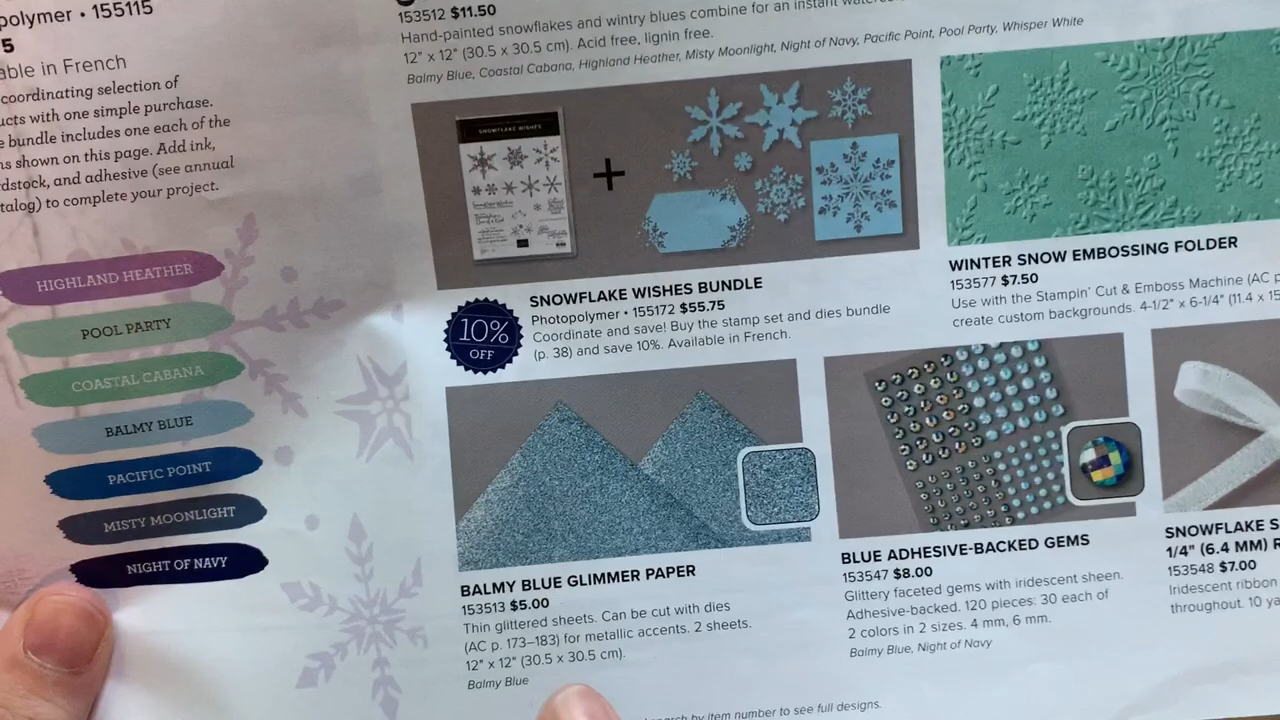 polymer • 155115
5
able in French
coordinating selection of
ucts with one simple purchase.
e bundle includes one each of the
ns shown on this page. Add ink,
rdstock, and adhesive (see annual
talog) to complete your project.
HIGHLAND HEATHER
POOL PARTY
COASTAL CABANA
BALMY BLUE
PACIFIC POINT
MISTY MOONLIGHT
NIGHT OF NAVY
153512 $11.50
Hand-painted snowflakes and wintry blues combine for an instant
12" x 12" (30.5 x 30.5 cm). Acid free, lignin free.
Balmy Blue, Coastal Cabana, Highland Heather, Misty Moonlight, Night of Navy, Pacific Point, Pool Party, Whisper White
SNOWFLAKE WISHES
+
10%
OFF
SNOWFLAKE WISHES BUNDLE
Photopolymer • 155172 $55.75
Coordinate and save! Buy the stamp set and dies bundle
(p. 38) and save 10%. Available in French.
WINTER SNOW EMBOSSING FOLDER
153577 $7.50
Use with the Stampin' Cut & Emboss Machine (AC p
create custom backgrounds. 4-1/2" x 6-1/4" (11.4 x 15
BALMY BLUE GLIMMER PAPER
153513 $5.00
Thin glittered sheets. Can be cut with dies
(AC p. 173–183) for metallic accents. 2 sheets.
12" x 12" (30.5 x 30.5 cm).
Balmy Blue
BLUE ADHESIVE-BACKED GEMS
153547 $8.00
Glittery faceted gems with iridescent sheen.
Adhesive-backed. 120 pieces: 30 each of
2 colors in 2 sizes. 4 mm, 6 mm.
Balmy Blue, Night of Navy
SNOWFLAKE S
1/4" (6.4 MM) R
153548 $7.00
Iridescent ribbon
throughout. 10 ya
by item number to see full designs.